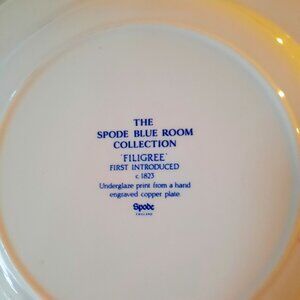 THE
SPODE BLUE ROOM
COLLECTION
'FILIGREE'
FIRST INTRODUCED
c. 1823
Underglaze print from a hand
engraved copper plate
Spode
ENGLAND